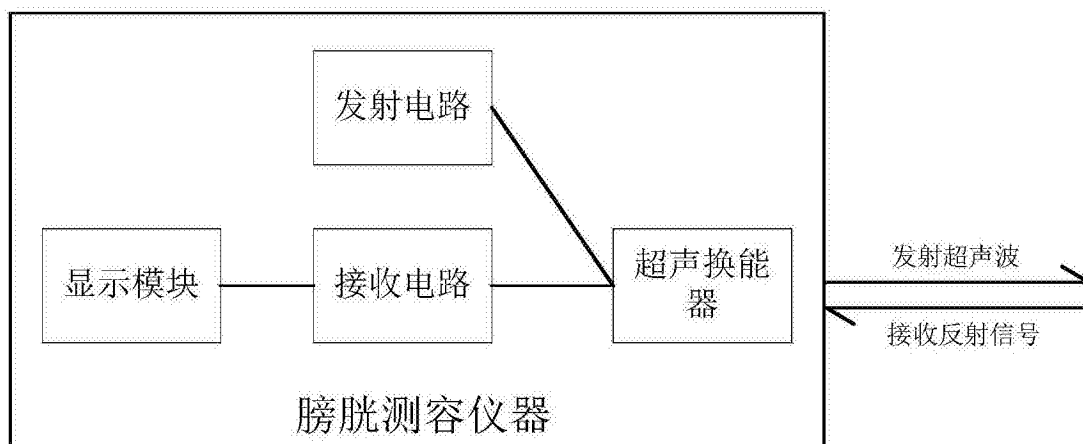 发射电路
显示模块
接收电路
超声换能
器
发射超声波
接收反射信号
膀胱测容仪器